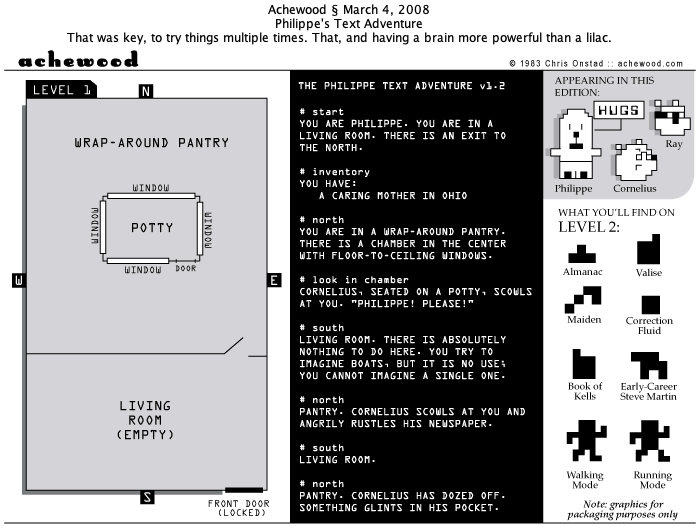 Achewood § March 4, 2008
Philippe's Text Adventure
That was key, to try things multiple times. That, and having a brain more powerful than a lilac.
achewood
© 1983 Chris Onstad :: achewood.com
LEVEL 1
N
WRAP-AROUND PANTRY
WINDOW
WINDOW
POTTY
WINDOW
WINDOW
DOOR
W
E
LIVING
ROOM
(EMPTY)
S
FRONT DOOR
(LOCKED)
THE PHILIPPE TEXT ADVENTURE v1.2
# start
YOU ARE PHILIPPE. YOU ARE IN A
LIVING ROOM. THERE IS AN EXIT TO
THE NORTH.
# inventory
YOU HAVE:
A CARING MOTHER IN OHIO
# north
YOU ARE IN A WRAP-AROUND PANTRY.
THERE IS A CHAMBER IN THE CENTER
WITH FLOOR-TO-CEILING WINDOWS.
# look in chamber
CORNELIUS, SEATED ON A POTTY, SCOWLS
AT YOU. "PHILIPPE! PLEASE!"
# south
LIVING ROOM. THERE IS ABSOLUTELY
NOTHING TO DO HERE. YOU TRY TO
IMAGINE BOATS, BUT IT IS NO USE;
YOU CANNOT IMAGINE A SINGLE ONE.
# north
PANTRY. CORNELIUS SCOWLS AT YOU AND
ANGRILY RUSTLES HIS NEWSPAPER.
# south
LIVING ROOM.
# north
PANTRY. CORNELIUS HAS DOZED OFF.
SOMETHING GLINTS IN HIS POCKET.
APPEARING IN THIS
EDITION:
HUGS
Ray
Philippe
Cornelius
WHAT YOU'LL FIND ON
LEVEL 2:
Almanac
Valise
Maiden
Correction
Fluid
Book of
Kells
Early-Career
Steve Martin
Walking
Mode
Running
Mode
Note: graphics for
packaging purposes only